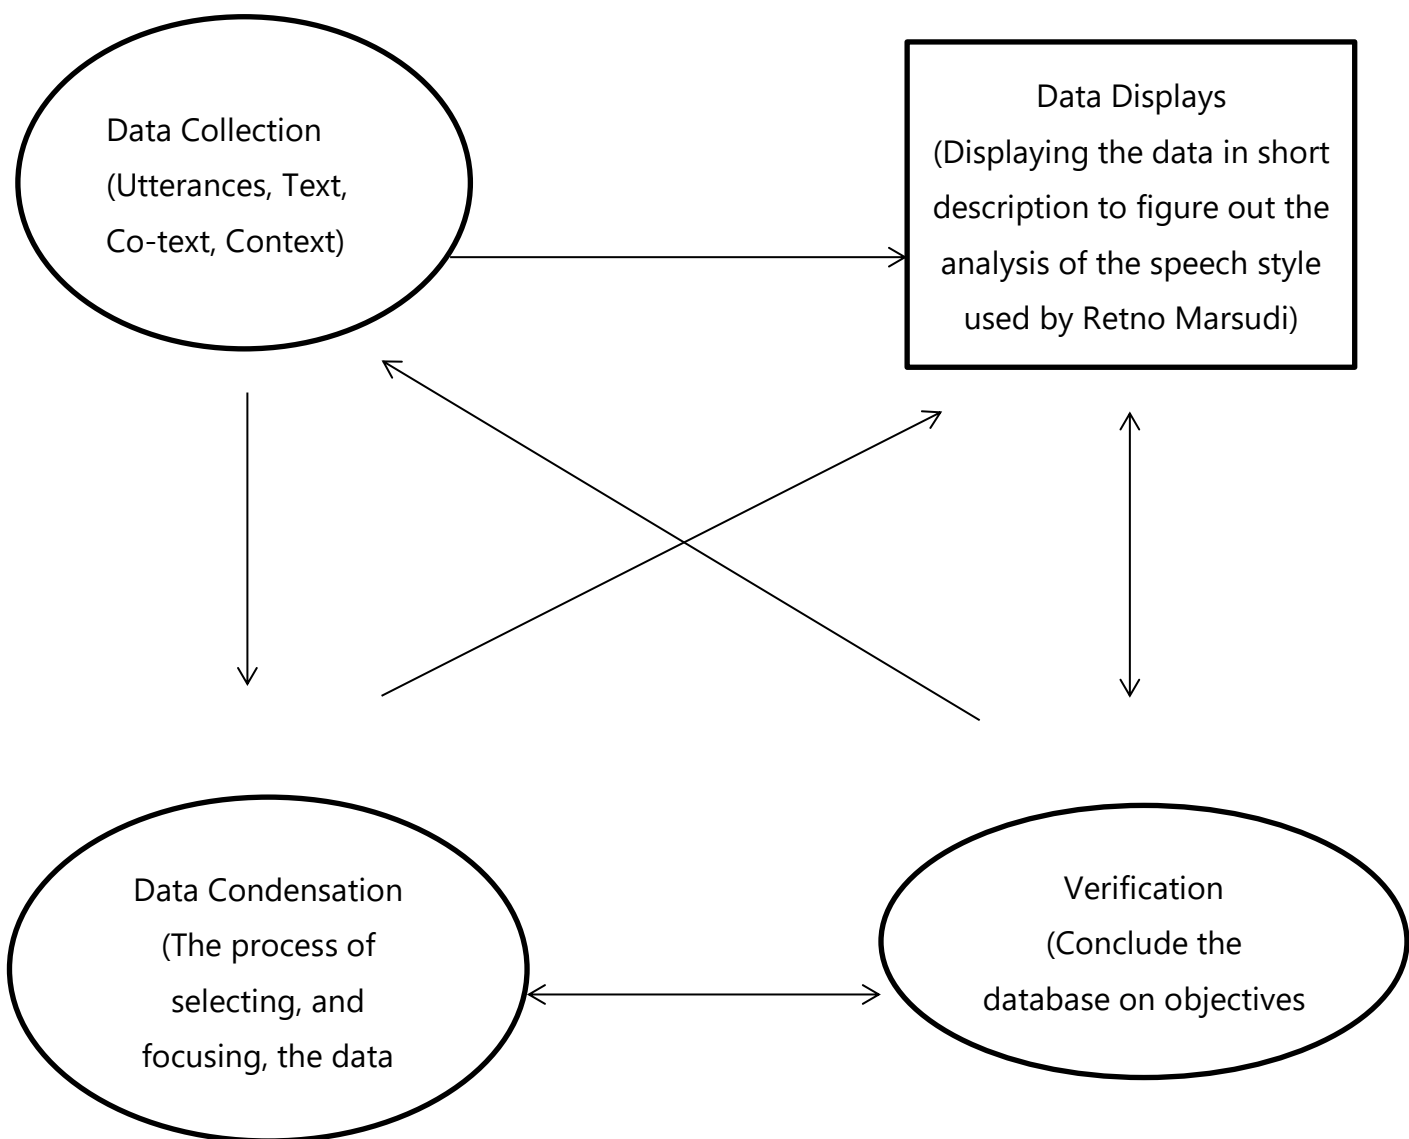 Data Collection
(Utterances, Text,
Co-text, Context)
Data Displays
(Displaying the data in short
description to figure out the
analysis of the speech style
used by Retno Marsudi)
Data Condensation
(The process of
selecting, and
focusing, the data
Verification
(Conclude the
database on objectives